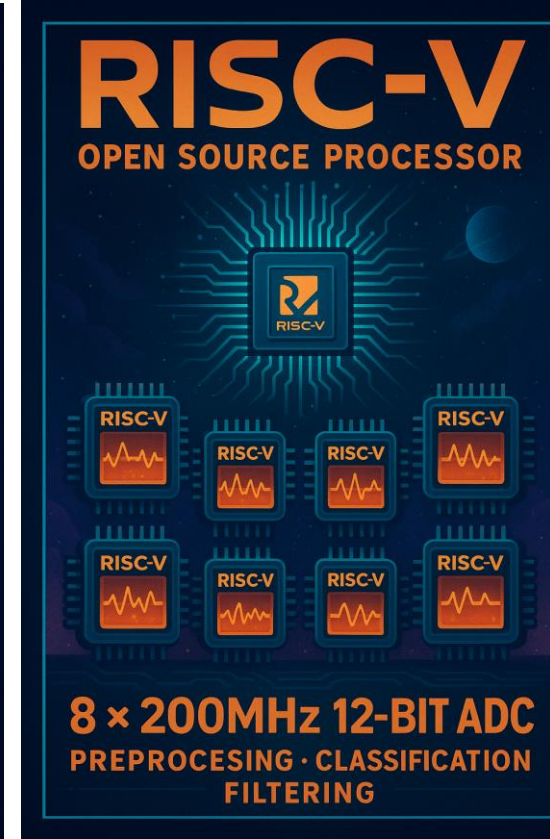 RISC-V
OPEN SOURCE PROCESSOR
RISC-V
RISC-V
RISC-V
RISC-V
RISC-V
RISC-V
RISC-V
RISC-V
RISC-V
8 × 200MHz 12-BIT ADC
PREPROCESING · CLASSIFICATION
FILTERING